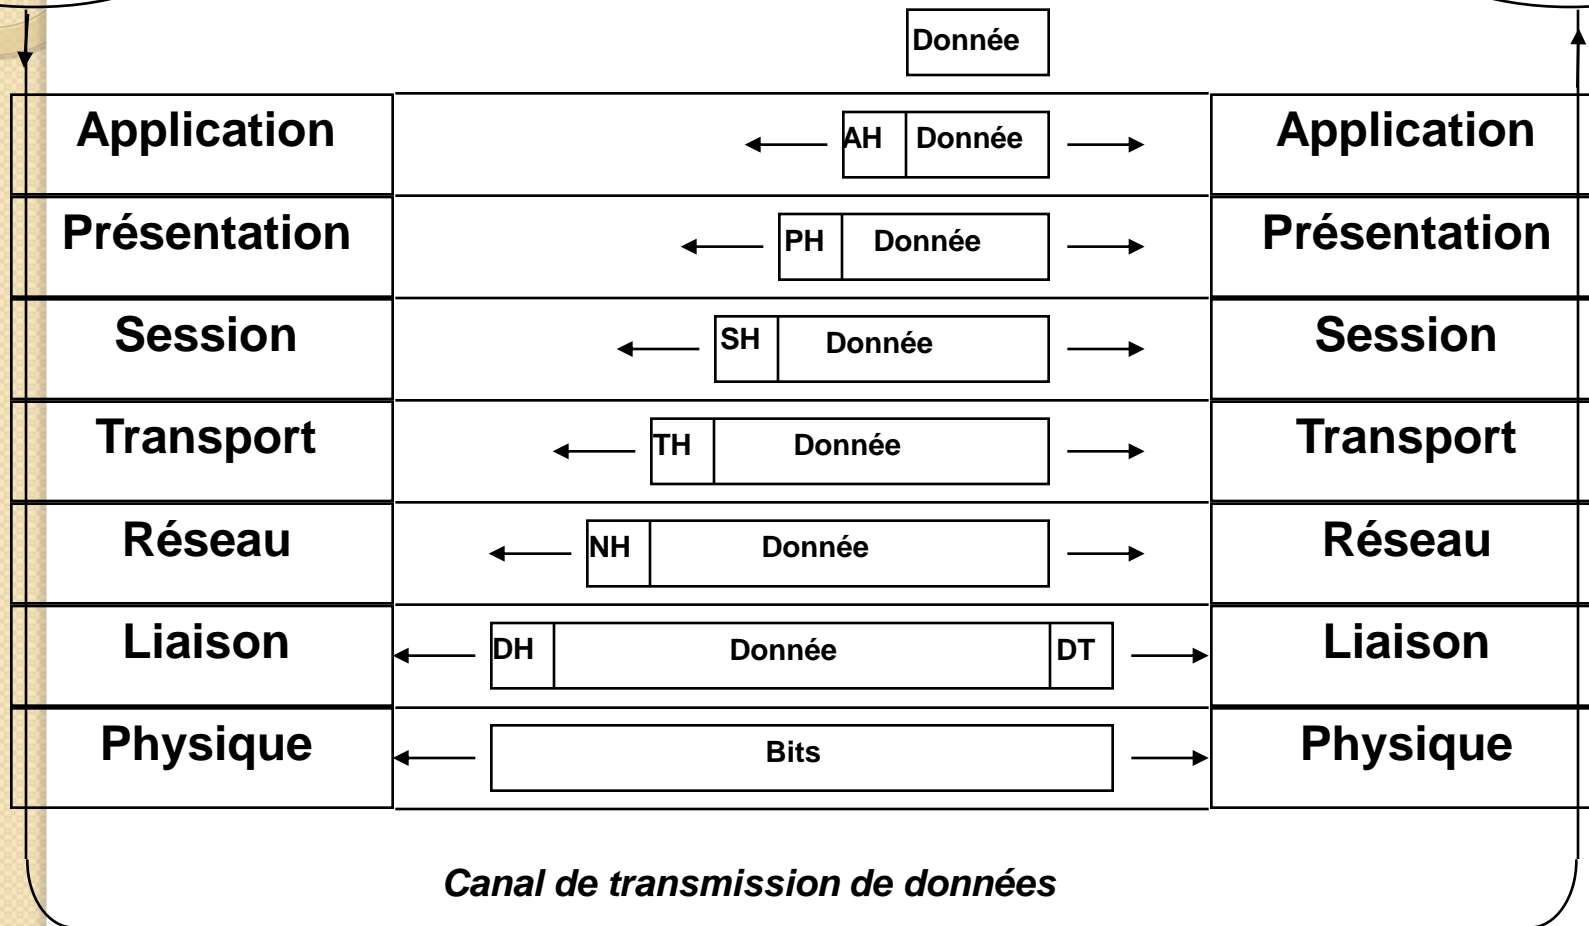 Donnée
Application AH Donnée Application
Présentation PH Donnée Présentation
Session SH Donnée Session
Transport TH Donnée Transport
Réseau NH Donnée Réseau
Liaison DH Donnée DT Liaison
Physique Bits Physique
Canal de transmission de données